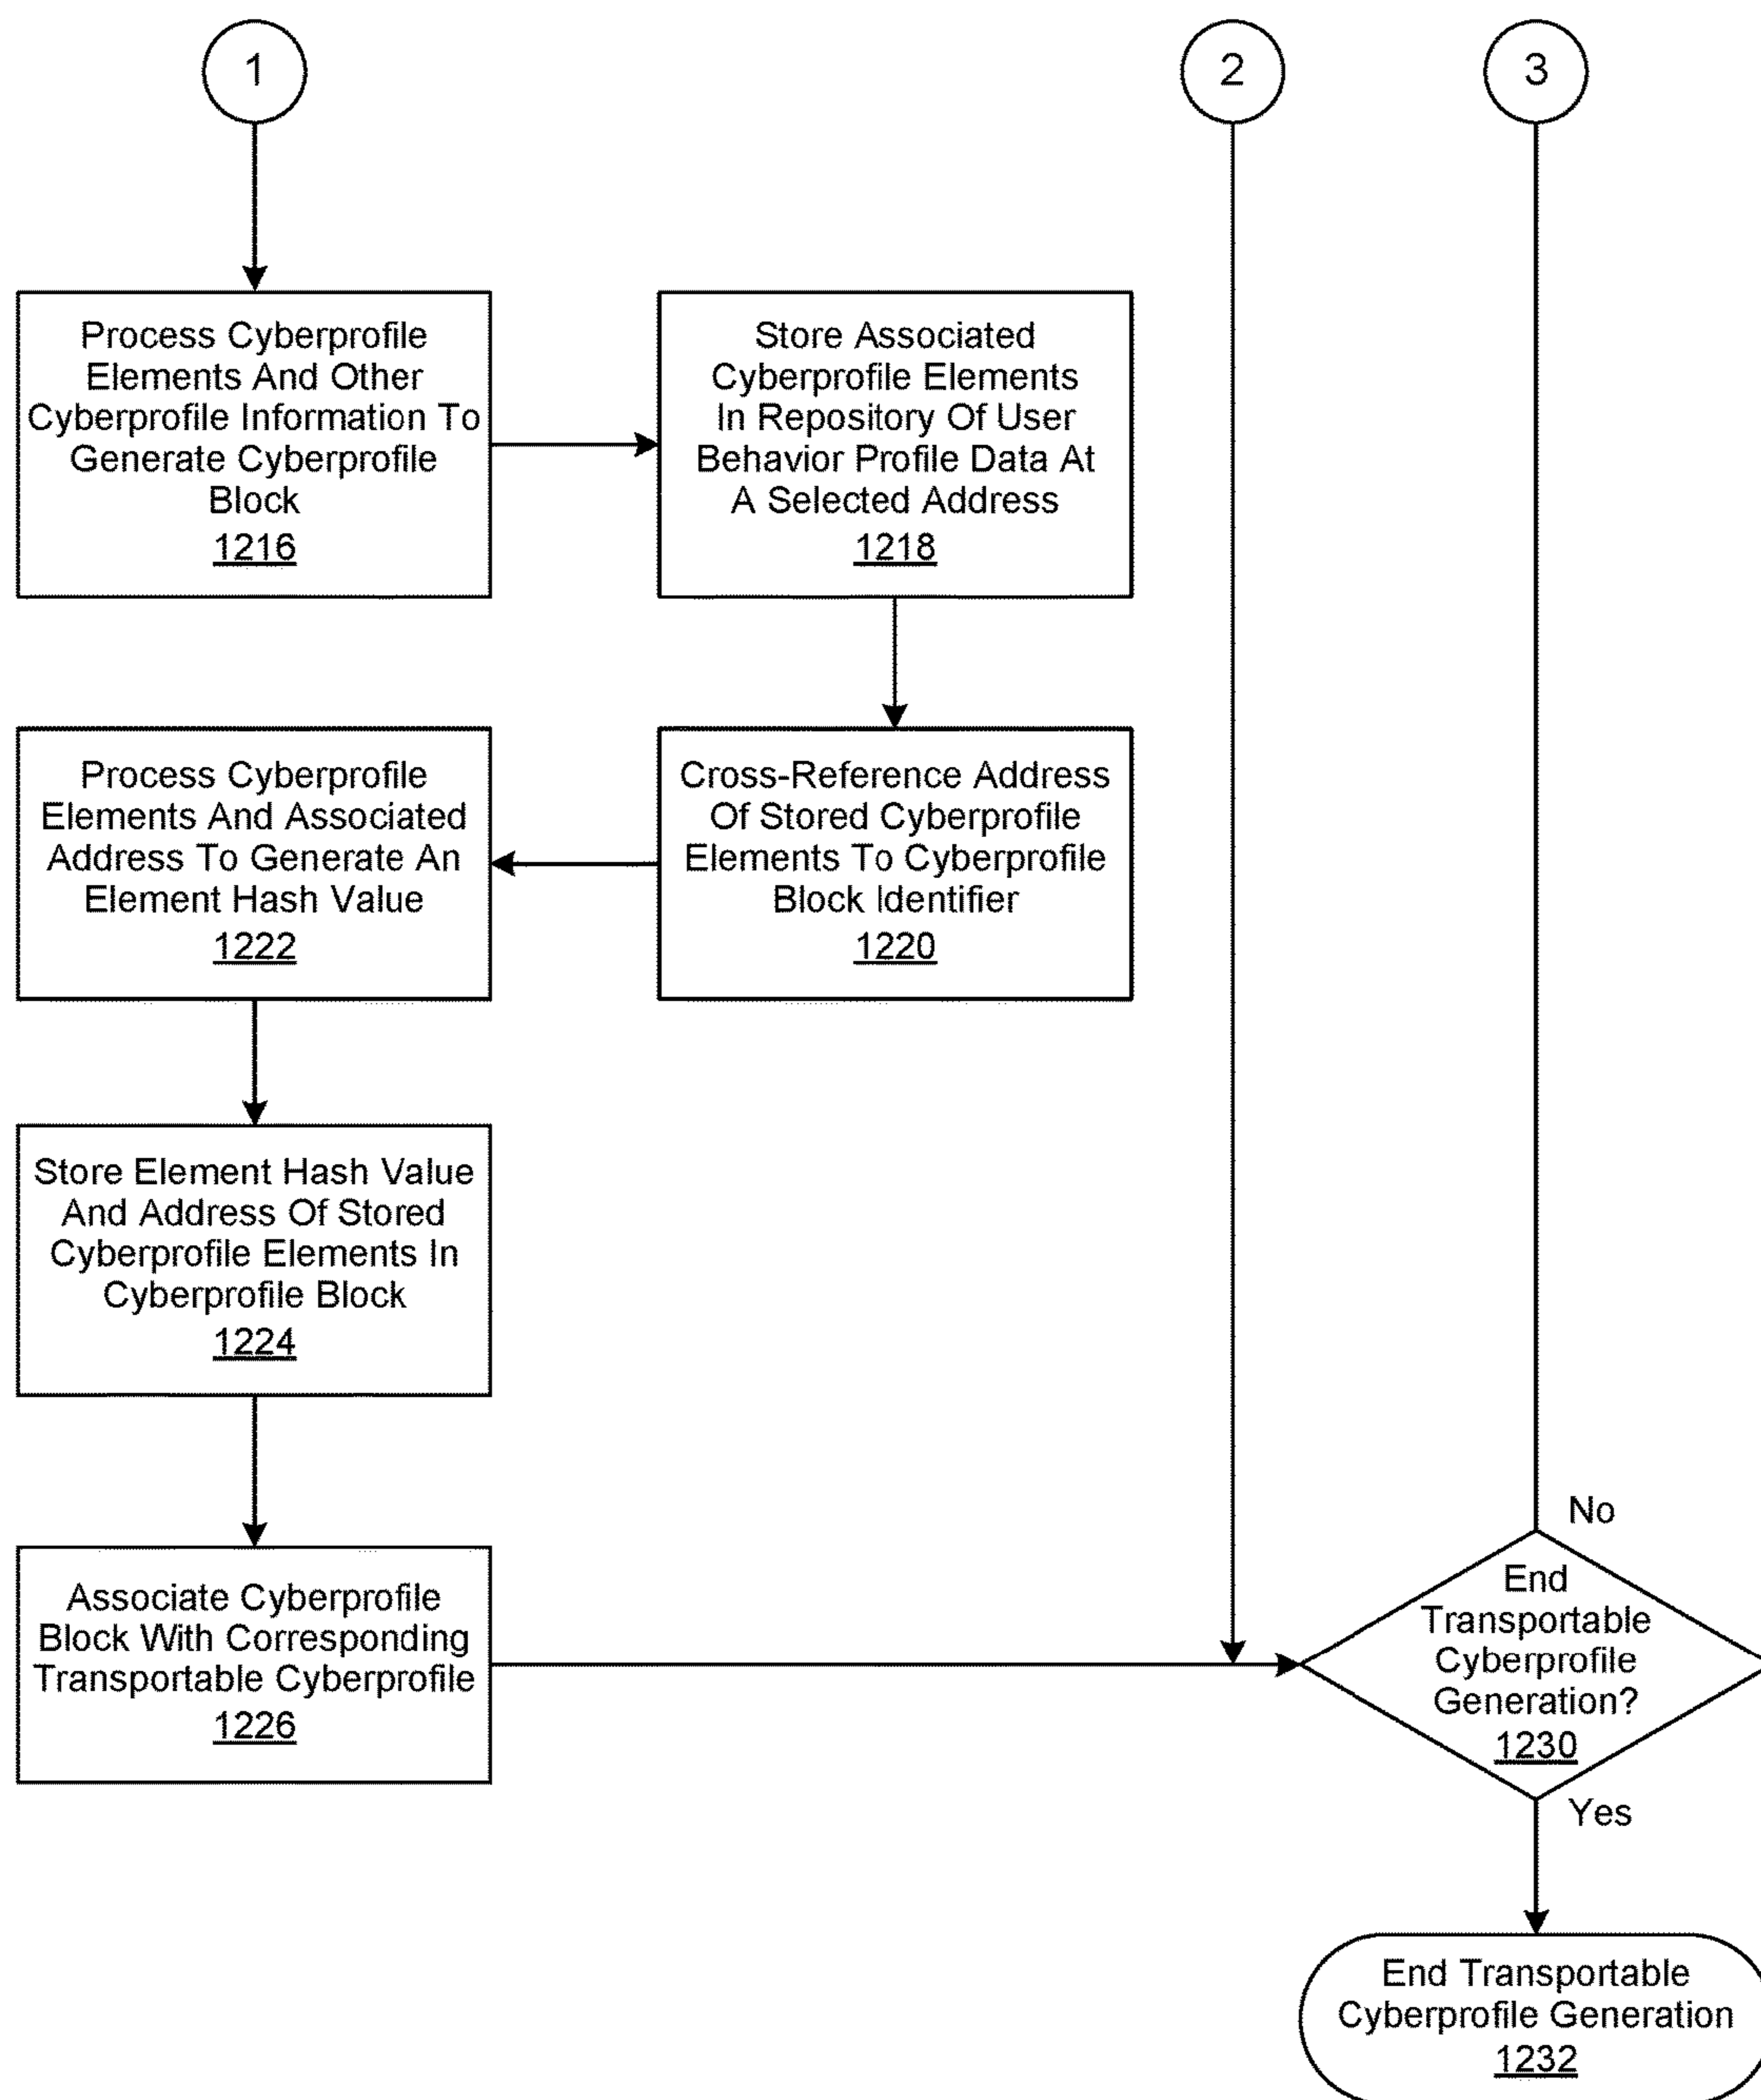 1
2
3
Process Cyberprofile
Elements And Other
Cyberprofile Information To
Generate Cyberprofile
Block
1216
Store Associated
Cyberprofile Elements
In Repository Of User
Behavior Profile Data At
A Selected Address
1218
Cross-Reference Address
Of Stored Cyberprofile
Elements To Cyberprofile
Block Identifier
1220
Process Cyberprofile
Elements And Associated
Address To Generate An
Element Hash Value
1222
Store Element Hash Value
And Address Of Stored
Cyberprofile Elements In
Cyberprofile Block
1224
Associate Cyberprofile
Block With Corresponding
Transportable Cyberprofile
1226
No
End
Transportable
Cyberprofile
Generation?
1230
Yes
End Transportable
Cyberprofile Generation
1232